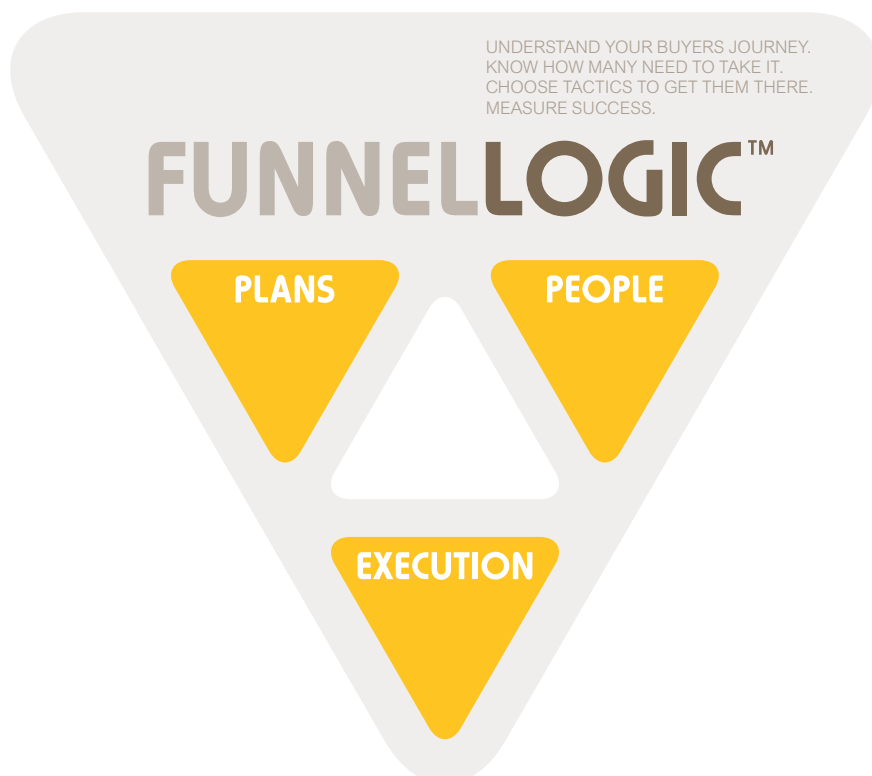 UNDERSTAND YOUR BUYERS JOURNEY.
KNOW HOW MANY NEED TO TAKE IT.
CHOOSE TACTICS TO GET THEM THERE.
MEASURE SUCCESS.
FUNNELLOGIC™
PLANS
PEOPLE
EXECUTION